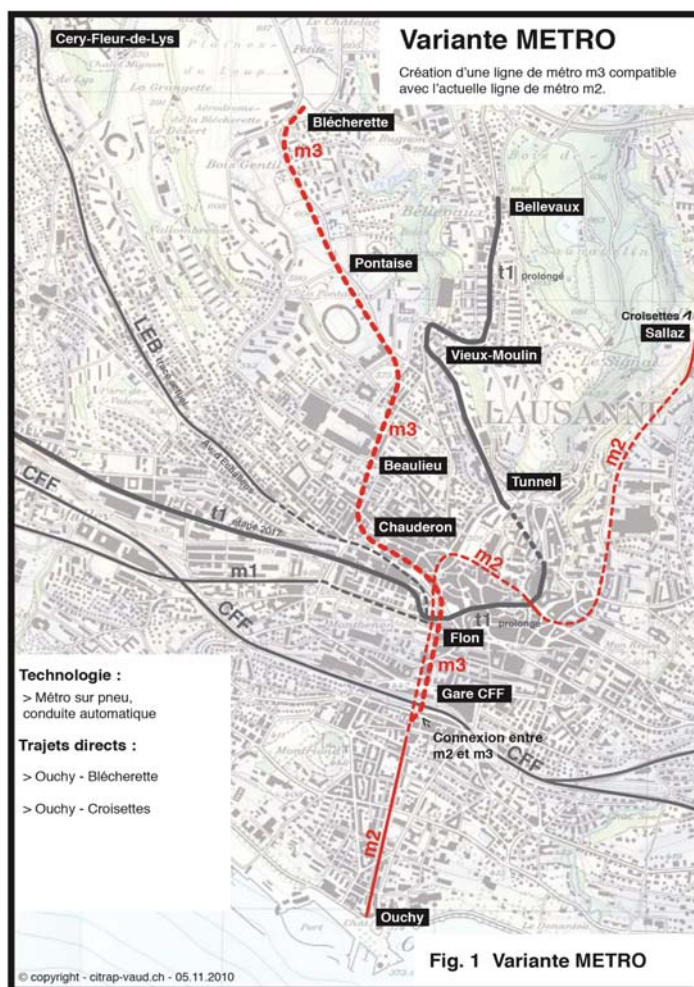 Cery-Fleur-de-Lys
Variante METRO
Création d'une ligne de métro m3 compatible
avec l'actuelle ligne de métro m2.
Blécherette
m3
Bellevaux
t1
prolongé
Pontaise
Croisettes
Sallaz
LEB
Vieux-Moulin
LAUSANNE
m3
m2
Beaulieu
Tunnel
CFF
t1
étape 2017
Chauderon
m2
CFF
m1
CFF
t1
prolongé
Flon
m3
Technologie :
> Métro sur pneu,
conduite automatique
Gare CFF
Connexion entre
m2 et m3
CFF
Trajets directs :
> Ouchy - Blécherette
> Ouchy - Croisettes
m2
Ouchy
Fig. 1 Variante METRO
© copyright - citrap-vaud.ch - 05.11.2010